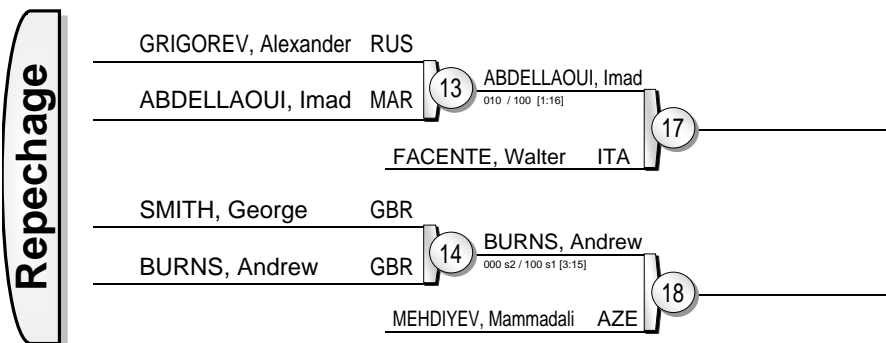 Repechage
GRIGOREV, Alexander RUS
ABDELLAOUI, Imad MAR
13
ABDELLAOUI, Imad
010 / 100 [1:16]
FACENTE, Walter ITA
17
SMITH, George GBR
BURNS, Andrew GBR
14
BURNS, Andrew
000 s2 / 100 s1 [3:15]
MEHDIYEV, Mammadali AZE
18